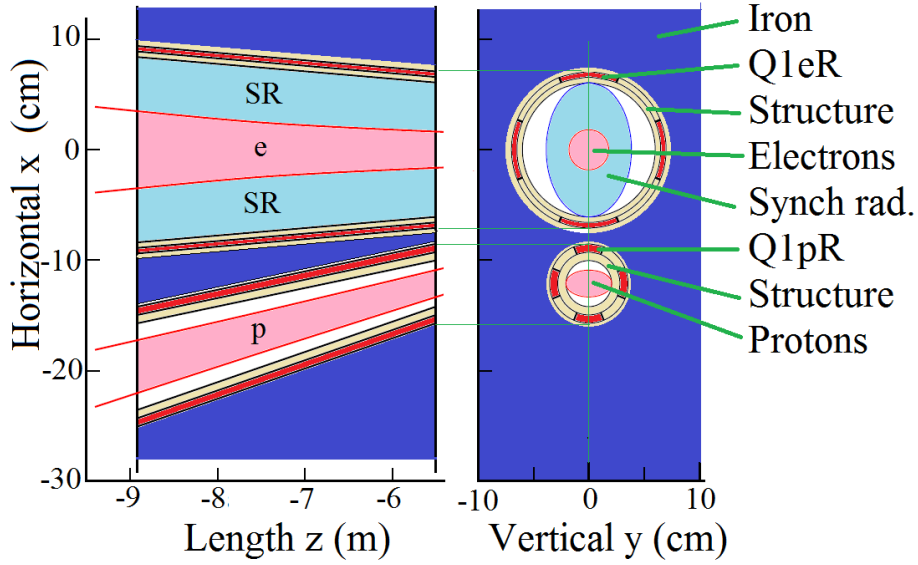 Horizontal x (cm)
10
0
-10
-20
-30
SR
e
SR
p
-9
-8
-7
-6
Length z (m)
-10
0
10
Vertical y (cm)
Iron
Q1eR
Structure
Electrons
Synch rad.
Q1pR
Structure
Protons